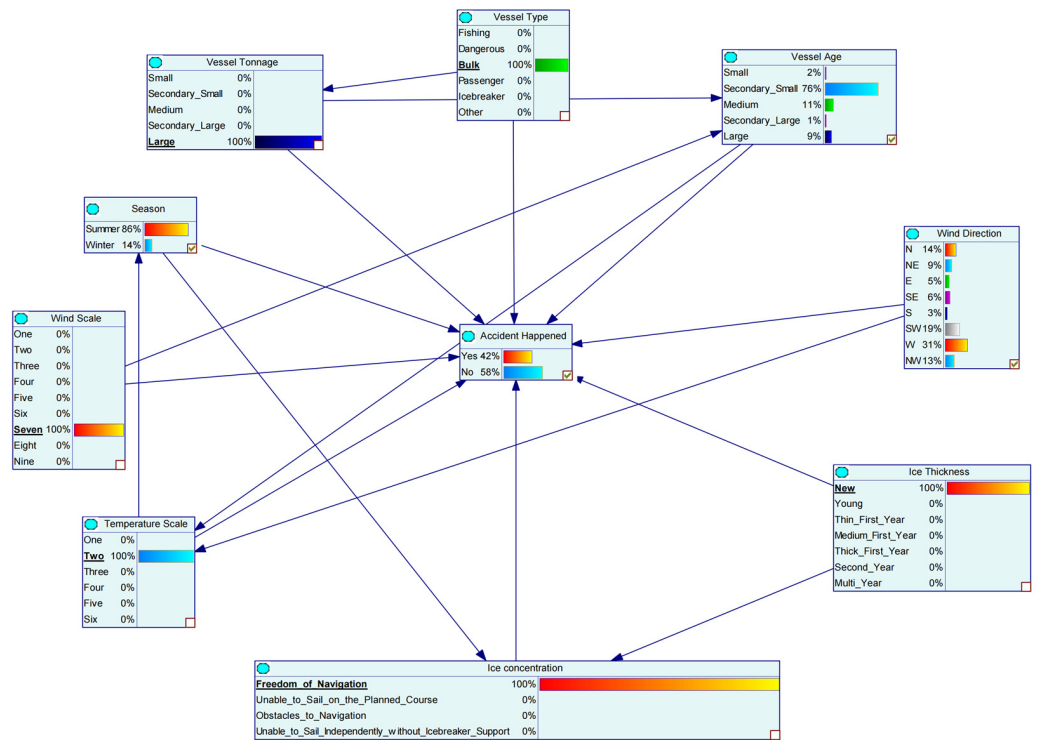 Vessel Type
Fishing 0%
Dangerous 0%
Bulk 100%
Passenger 0%
Icebreaker 0%
Other 0%
Vessel Tonnage
Small 0%
Secondary_Small 0%
Medium 0%
Secondary_Large 0%
Large 100%
Vessel Age
Small 2%
Secondary_Small 76%
Medium 11%
Secondary_Large 1%
Large 9%
Season
Summer 86%
Winter 14%
Wind Direction
N 14%
NE 9%
E 5%
SE 6%
S 3%
SW 19%
W 31%
NW 13%
Wind Scale
One 0%
Two 0%
Three 0%
Four 0%
Five 0%
Six 0%
Seven 100%
Eight 0%
Nine 0%
Accident Happened
Yes 42%
No 58%
Ice Thickness
New 100%
Young 0%
Thin_First_Year 0%
Medium_First_Year 0%
Thick_First_Year 0%
Second_Year 0%
Multi_Year 0%
Temperature Scale
One 0%
Two 100%
Three 0%
Four 0%
Five 0%
Six 0%
Ice concentration
Freedom_of_Navigation 100%
Unable_to_Sail_on_the_Planned_Course 0%
Obstacles_to_Navigation 0%
Unable_to_Sail_Independently_without_Icebreaker_Support 0%